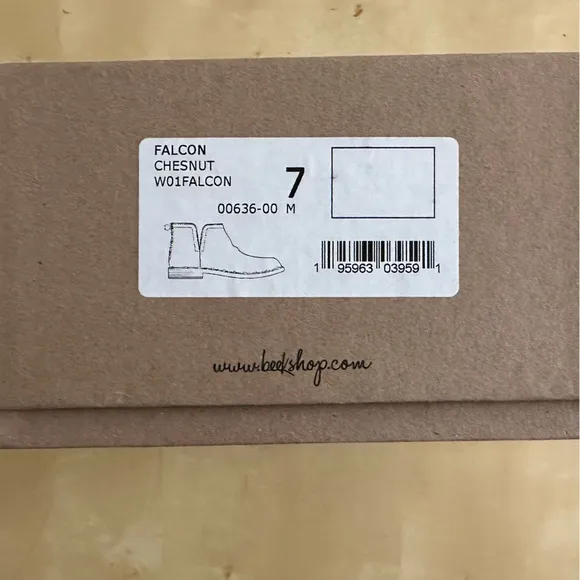 FALCON
CHESNUT
W01FALCON
7
00636-00 M
1 95963 03959 1
www.beekshop.com